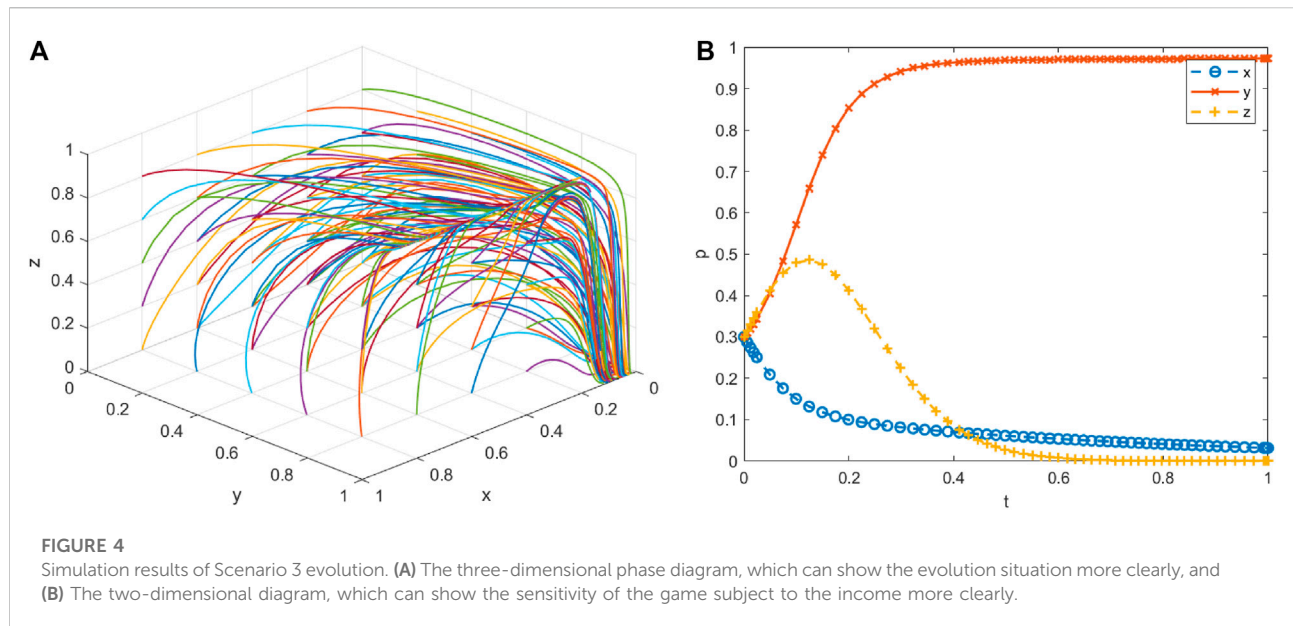 A
1
0.8
0.6
0.4
0.2
0
z
0
0.2
0.4
0.6
0.8
1
y
1
0.8
0.6
0.4
0.2
0
x
B
1
0.9
0.8
0.7
0.6
0.5
0.4
0.3
0.2
0.1
0
p
0
0.2
0.4
0.6
0.8
1
t
x
y
z
FIGURE 4
Simulation results of Scenario 3 evolution. (A) The three-dimensional phase diagram, which can show the evolution situation more clearly, and
(B) The two-dimensional diagram, which can show the sensitivity of the game subject to the income more clearly.